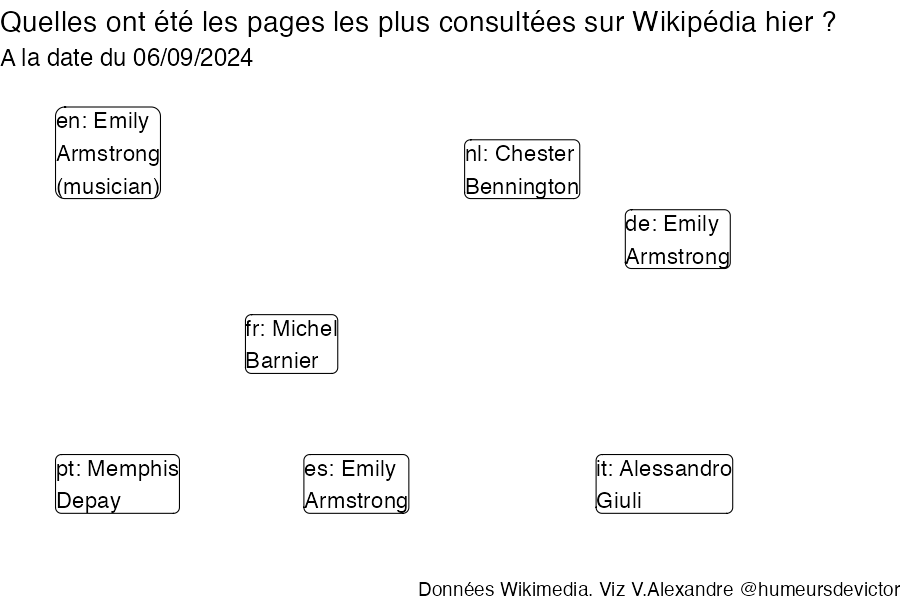 Quelles ont été les pages les plus consultées sur Wikipédia hier ?
A la date du 06/09/2024
en: Emily
Armstrong
(musician)
nl: Chester
Bennington
de: Emily
Armstrong
fr: Michel
Barnier
pt: Memphis
Depay
es: Emily
Armstrong
it: Alessandro
Giuli
Données Wikimedia. Viz V.Alexandre @humeursdevictor